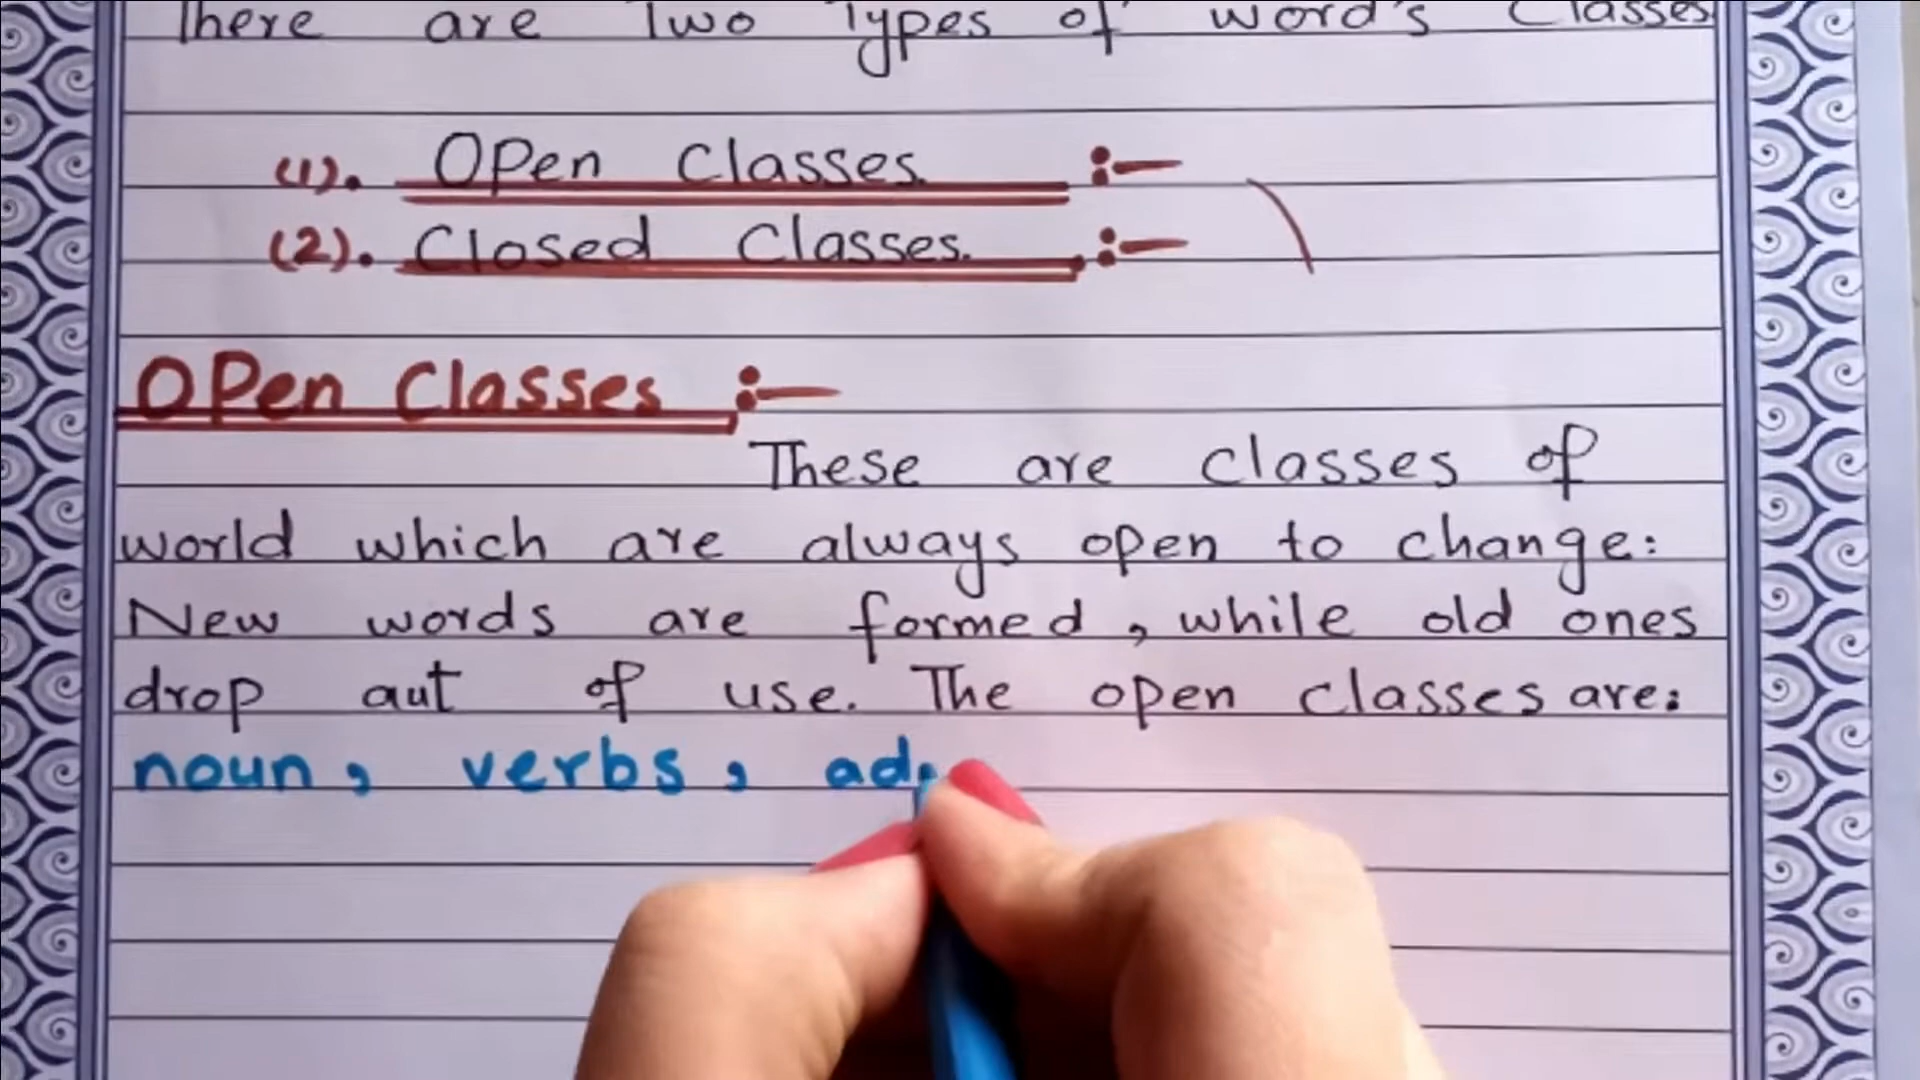 There are Two Types of word's Classes
(1). Open Classes. :-
(2). Closed Classes. :-
Open Classes :-
These are classes of
world which are always open to change:
New words are formed, while old ones
drop aut of use. The open classes are:
noun, verbs,